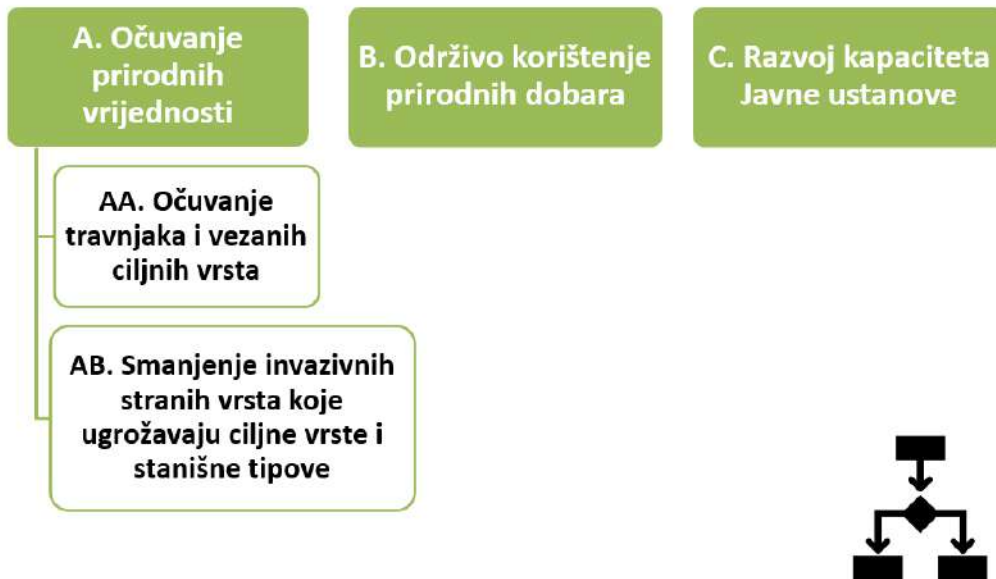 A. Očuvanje
prirodnih
vrijednosti
B. Održivo korištenje
prirodnih dobara
C. Razvoj kapaciteta
Javne ustanove
AA. Očuvanje
travnjaka i vezanih
ciljnih vrsta
AB. Smanjenje invazivnih
stranih vrsta koje
ugrožavaju ciljne vrste i
stanišne tipove